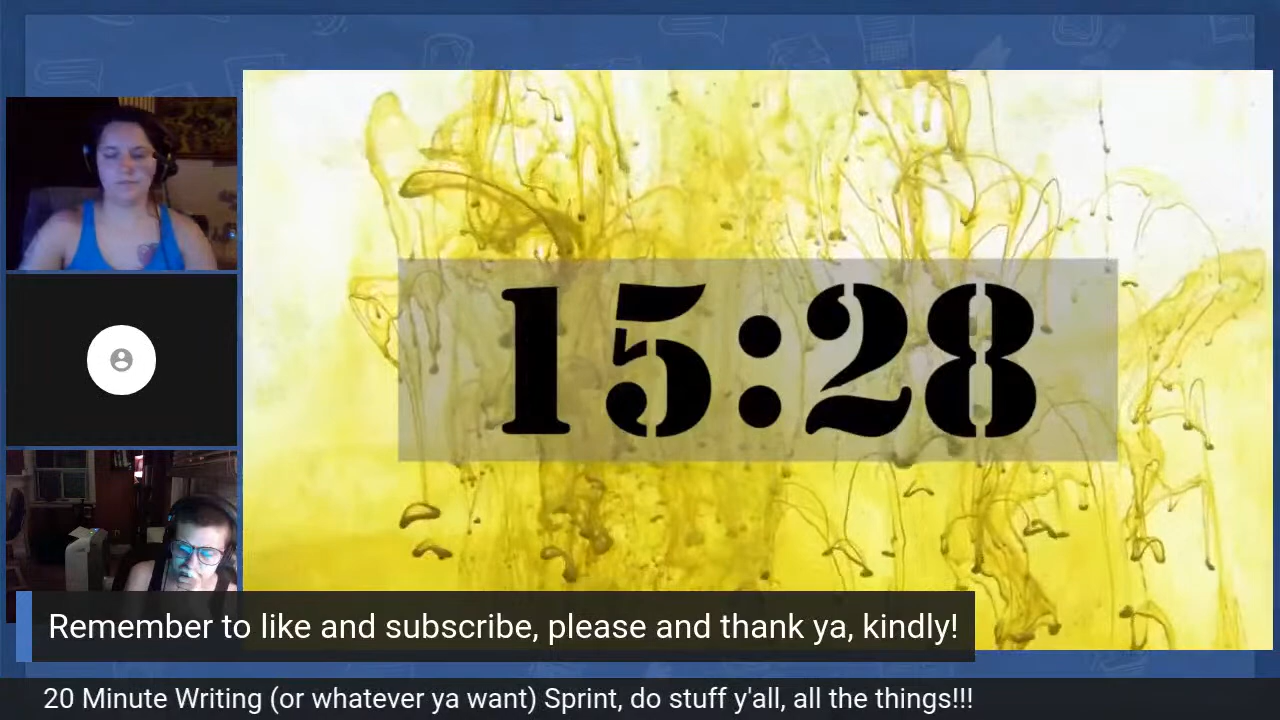 15:28
Remember to like and subscribe, please and thank ya, kindly!
20 Minute Writing (or whatever ya want) Sprint, do stuff y'all, all the things!!!